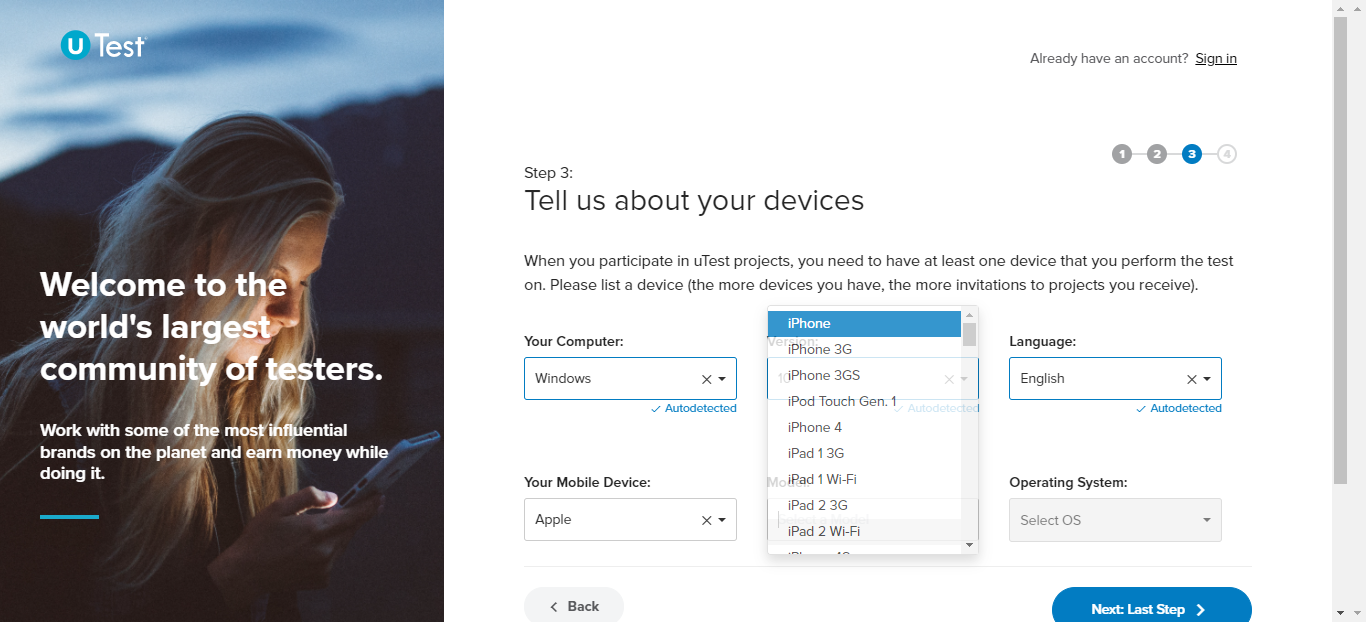 U Test
Already have an account? Sign in
1 2 3 4
Step 3:
Tell us about your devices
Welcome to the
world's largest
community of testers.
Work with some of the most influential
brands on the planet and earn money while
doing it.
When you participate in uTest projects, you need to have at least one device that you perform the test
on. Please list a device (the more devices you have, the more invitations to projects you receive).
Your Computer:
Windows
Autodetected
Version:
10
Autodetected
Language:
English
Autodetected
iPhone
iPhone 3G
iPhone 3GS
iPod Touch Gen. 1
iPhone 4
iPad 1 3G
iPad 1 Wi-Fi
iPad 2 3G
iPad 2 Wi-Fi
Your Mobile Device:
Apple
Model:
Operating System:
Select OS
Back
Next: Last Step